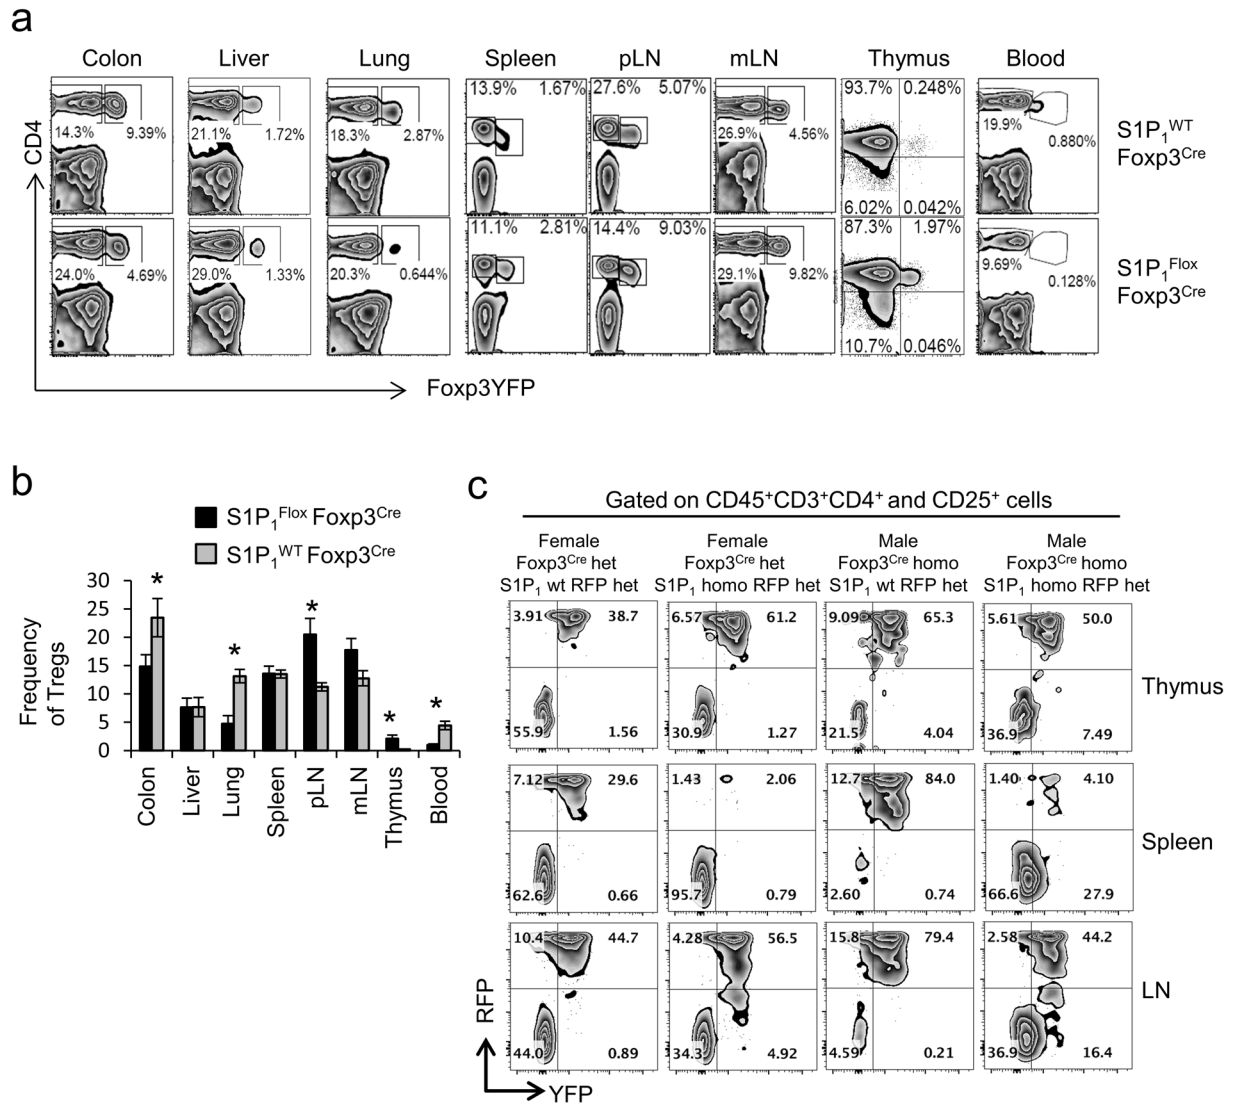 a
Colon Liver Lung Spleen pLN mLN Thymus Blood
14.3% 9.39% 21.1% 1.72% 18.3% 2.87% 13.9% 1.67% 27.6% 5.07% 26.9% 4.56% 93.7% 0.248% 6.02% 0.042% 19.9% 0.880%
S1P1WT
Foxp3Cre
24.0% 4.69% 29.0% 1.33% 20.3% 0.644% 11.1% 2.81% 14.4% 9.03% 29.1% 9.82% 87.3% 1.97% 10.7% 0.046% 9.69% 0.128%
S1P1Flox
Foxp3Cre
CD4
Foxp3YFP
b
S1P1Flox Foxp3Cre
S1P1WT Foxp3Cre
Frequency
of Tregs
30
25
20
15
10
5
0
* * * * *
Colon Liver Lung Spleen pLN mLN Thymus Blood
c
Gated on CD45+CD3+CD4+ and CD25+ cells
Female Female Male Male
Foxp3Cre het Foxp3Cre het Foxp3Cre homo Foxp3Cre homo
S1P1 wt RFP het S1P1 homo RFP het S1P1 wt RFP het S1P1 homo RFP het
3.91 38.7 6.57 61.2 9.09 65.3 5.61 50.0
Thymus
55.9 1.56 30.9 1.27 21.5 4.04 36.9 7.49
7.12 29.6 1.43 2.06 12.7 84.0 1.40 4.10
Spleen
62.6 0.66 95.7 0.79 2.60 0.74 66.6 27.9
10.4 44.7 4.28 56.5 15.8 79.4 2.58 44.2
LN
44.0 0.89 34.3 4.92 4.59 0.21 36.9 16.4
RFP
YFP